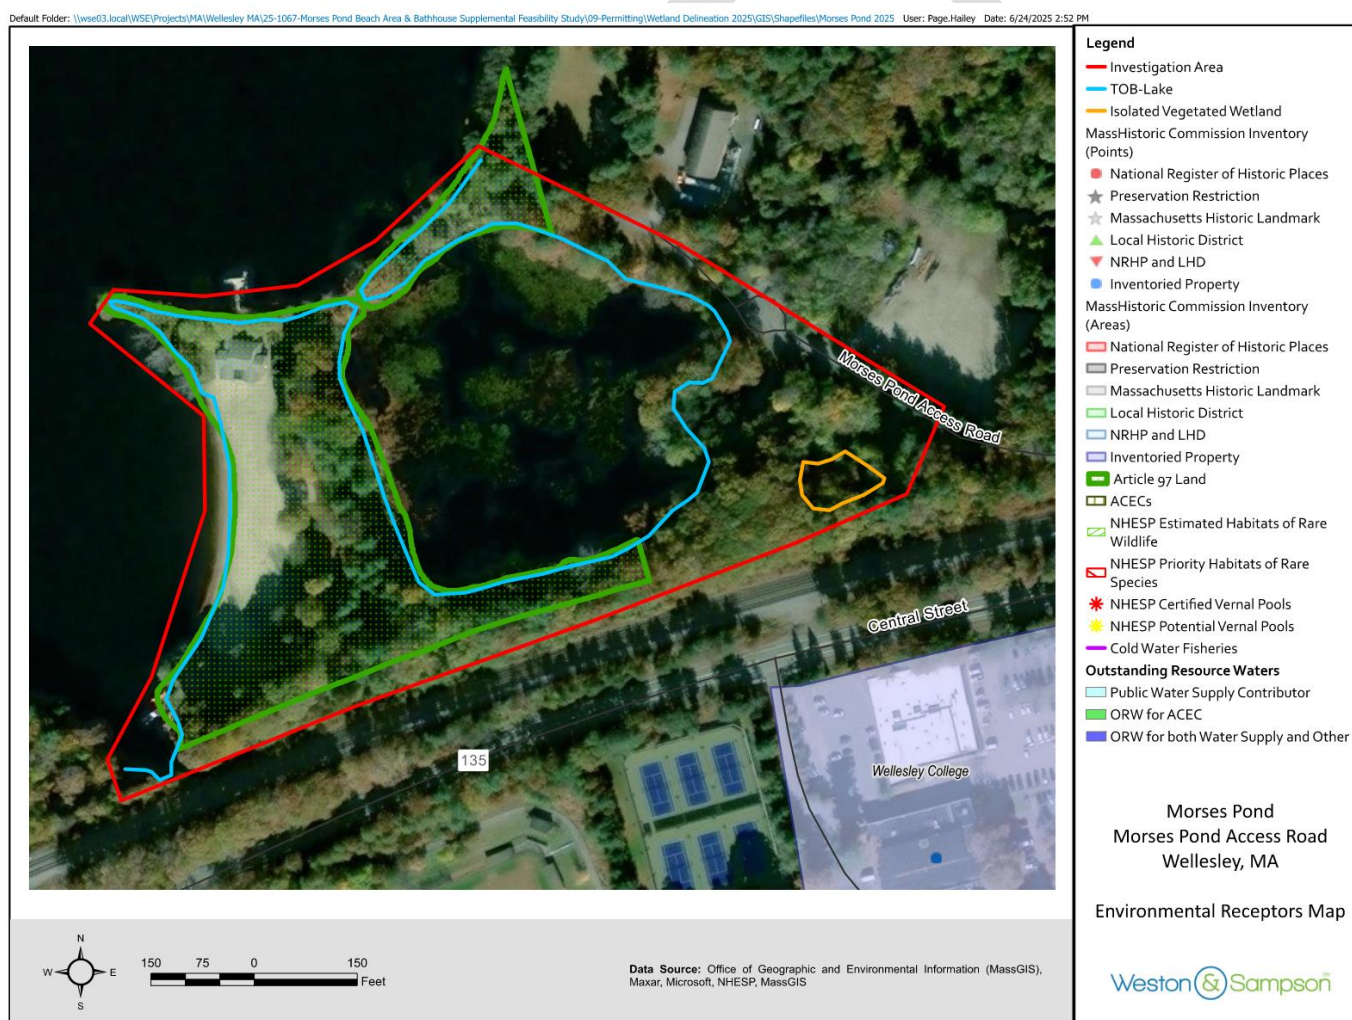 Default Folder: \\wse03.local\WSE\Projects\MA\Wellesley MA\25-1067-Morses Pond Beach Area & Bathhouse Supplemental Feasibility Study\09-Permitting\Wetland Delineation 2025\GIS\Shapefiles\Morses Pond 2025 User: Page.Hailey Date: 6/24/2025 2:52 PM
Morses Pond Access Road
Central Street
135
Wellesley College
Legend
Investigation Area
TOB-Lake
Isolated Vegetated Wetland
MassHistoric Commission Inventory
(Points)
National Register of Historic Places
Preservation Restriction
Massachusetts Historic Landmark
Local Historic District
NRHP and LHD
Inventoried Property
MassHistoric Commission Inventory
(Areas)
National Register of Historic Places
Preservation Restriction
Massachusetts Historic Landmark
Local Historic District
NRHP and LHD
Inventoried Property
Article 97 Land
ACECs
NHESP Estimated Habitats of Rare
Wildlife
NHESP Priority Habitats of Rare
Species
NHESP Certified Vernal Pools
NHESP Potential Vernal Pools
Cold Water Fisheries
Outstanding Resource Waters
Public Water Supply Contributor
ORW for ACEC
ORW for both Water Supply and Other
Morses Pond
Morses Pond Access Road
Wellesley, MA
Environmental Receptors Map
Weston & Sampson
N
W E
S
150 75 0 150
Feet
Data Source: Office of Geographic and Environmental Information (MassGIS),
Maxar, Microsoft, NHESP, MassGIS